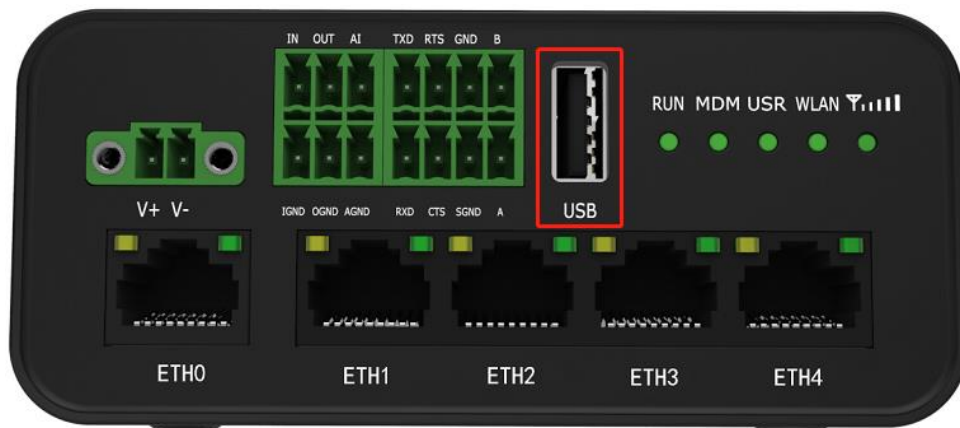 IN OUT AI TXD RTS GND B
RUN MDM USR WLAN
V+ V-
IGND OGND AGND RXD CTS SGND A
USB
ETH0 ETH1 ETH2 ETH3 ETH4